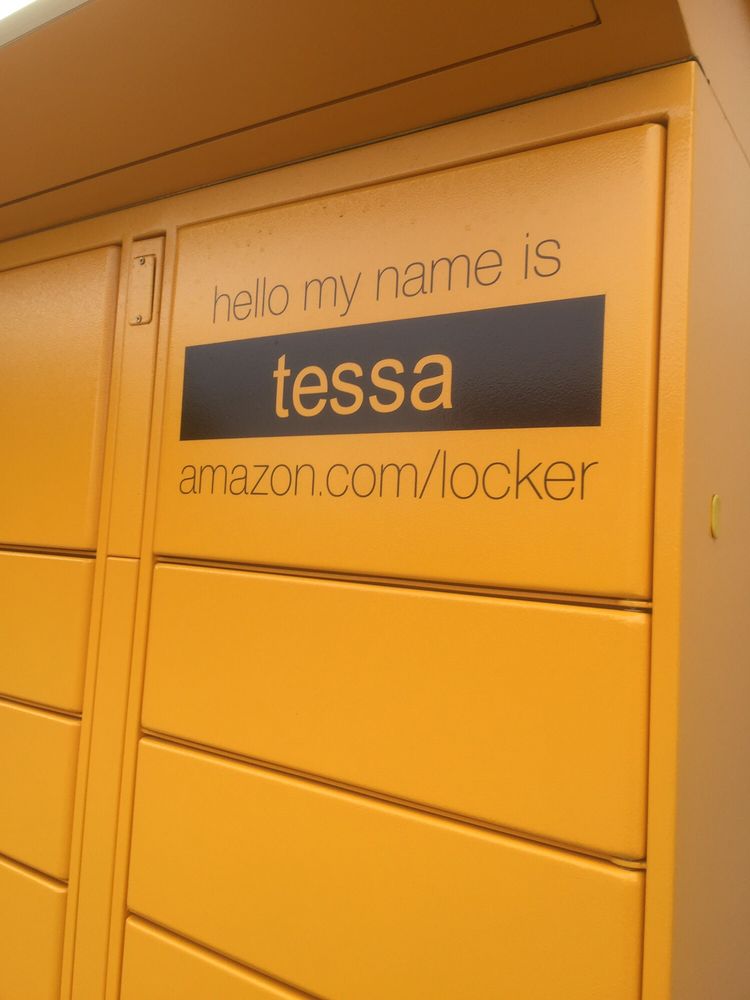 hello my name is
tessa
amazon.com/locker